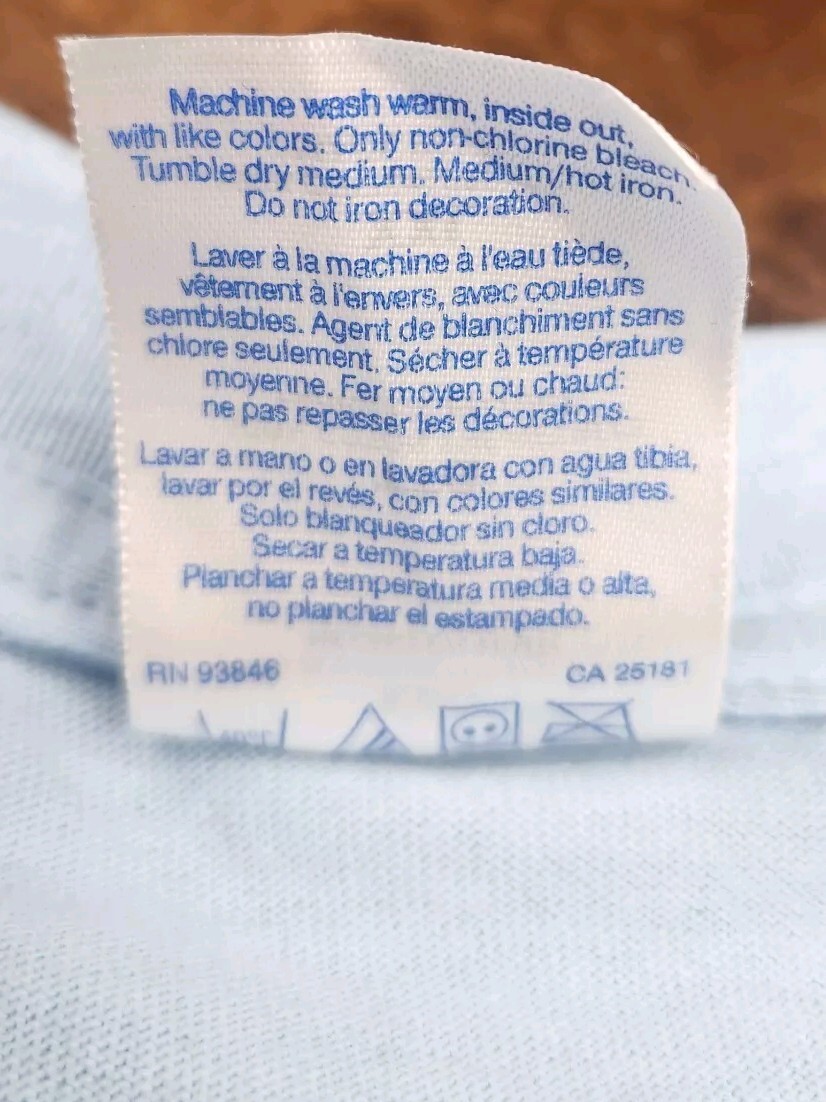 Machine wash warm, inside out,
with like colors. Only non-chlorine bleach.
Tumble dry medium. Medium/hot iron.
Do not iron decoration.
Laver à la machine à l'eau tiède,
vêtement à l'envers, avec couleurs
semblables. Agent de blanchiment sans
chlore seulement. Sécher à température
moyenne. Fer moyen ou chaud:
ne pas repasser les décorations.
Lavar a mano o en lavadora con agua tibia,
lavar por el revés, con colores similares.
Solo blanqueador sin cloro.
Secar a temperatura baja.
Planchar a temperatura media o alta,
no planchar el estampado.
RN 93846 CA 25181
40°C